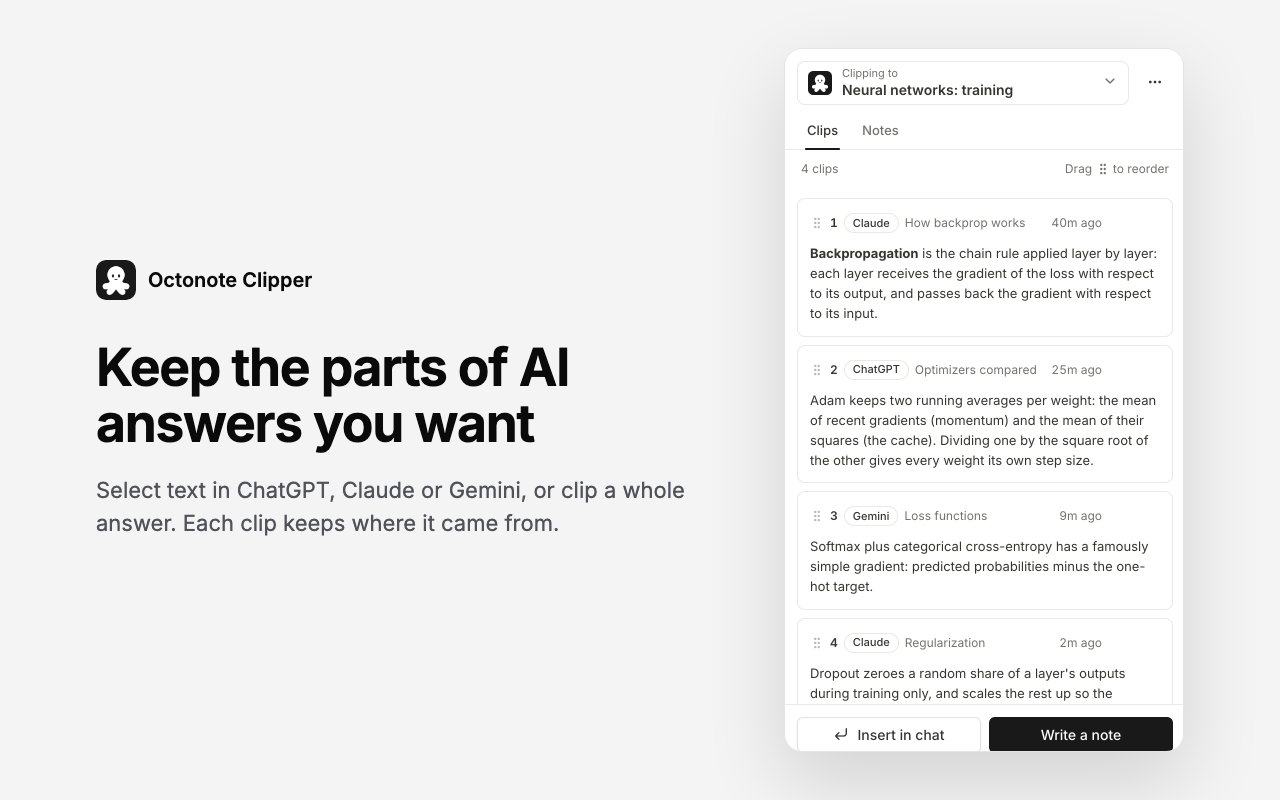 Octonote Clipper
Keep the parts of AI
answers you want
Select text in ChatGPT, Claude or Gemini, or clip a whole
answer. Each clip keeps where it came from.
Clipping to
Neural networks: training
Clips Notes
4 clips Drag to reorder
1 Claude How backprop works 40m ago
Backpropagation is the chain rule applied layer by layer:
each layer receives the gradient of the loss with respect
to its output, and passes back the gradient with respect
to its input.
2 ChatGPT Optimizers compared 25m ago
Adam keeps two running averages per weight: the mean
of recent gradients (momentum) and the mean of their
squares (the cache). Dividing one by the square root of
the other gives every weight its own step size.
3 Gemini Loss functions 9m ago
Softmax plus categorical cross-entropy has a famously
simple gradient: predicted probabilities minus the one-
hot target.
4 Claude Regularization 2m ago
Dropout zeroes a random share of a layer's outputs
during training only, and scales the rest up so the
Insert in chat Write a note